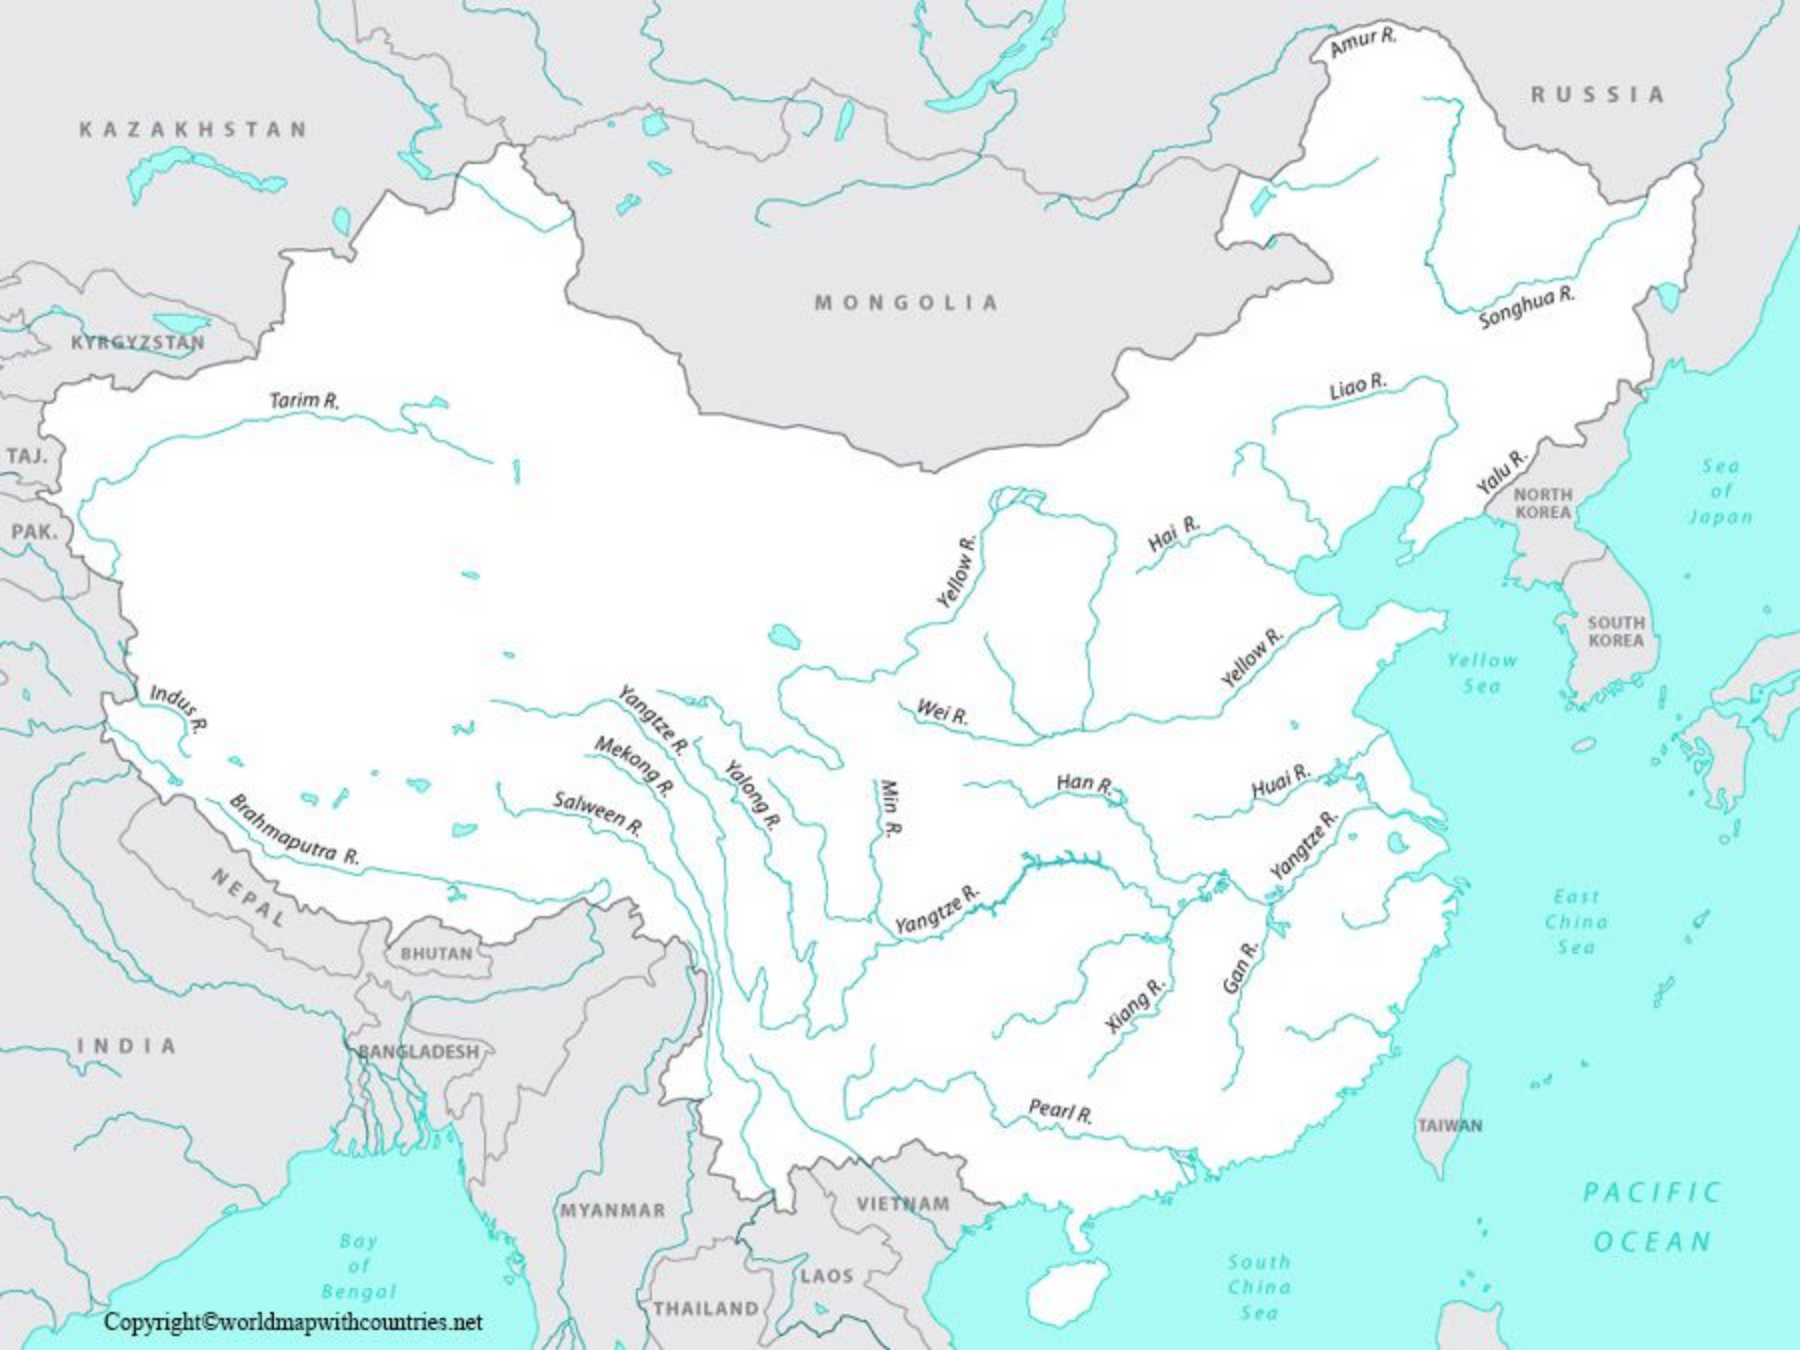 Amur R.
RUSSIA
KAZAKHSTAN
MONGOLIA
Songhua R.
KYRGYZSTAN
Tarim R.
Liao R.
TAJ.
Yalu R.
Sea
of
Japan
NORTH
KOREA
PAK.
Hai R.
Yellow R.
SOUTH
KOREA
Yellow R.
Yellow
Sea
Indus R.
Yangtze R.
Wei R.
Mekong R.
Yalong R.
Min R.
Han R.
Huai R.
Salween R.
Brahmaputra R.
Yangtze R.
NEPAL
Yangtze R.
East
China
Sea
BHUTAN
Gan R.
Xiang R.
INDIA
BANGLADESH
Pearl R.
TAIWAN
MYANMAR
VIETNAM
PACIFIC
OCEAN
Bay
of
Bengal
LAOS
South
China
Sea
THAILAND
Copyright©worldmapwithcountries.net